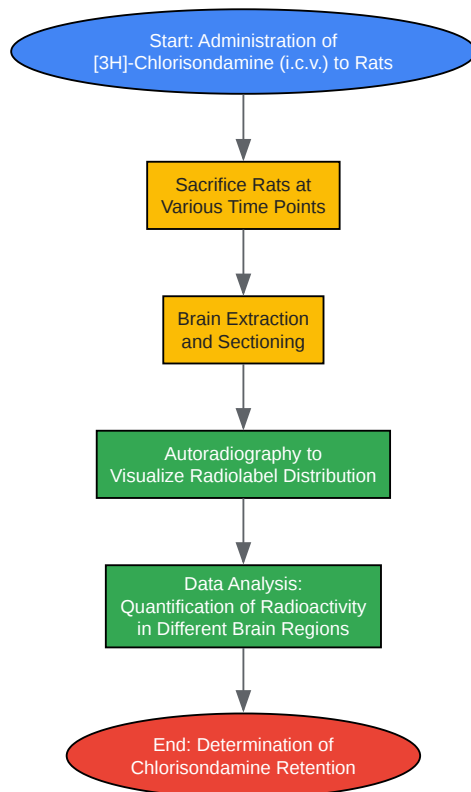 Start: Administration of
[3H]-Chlorisondamine (i.c.v.) to Rats
Sacrifice Rats at
Various Time Points
Brain Extraction
and Sectioning
Autoradiography to
Visualize Radiolabel Distribution
Data Analysis:
Quantification of Radioactivity
in Different Brain Regions
End: Determination of
Chlorisondamine Retention